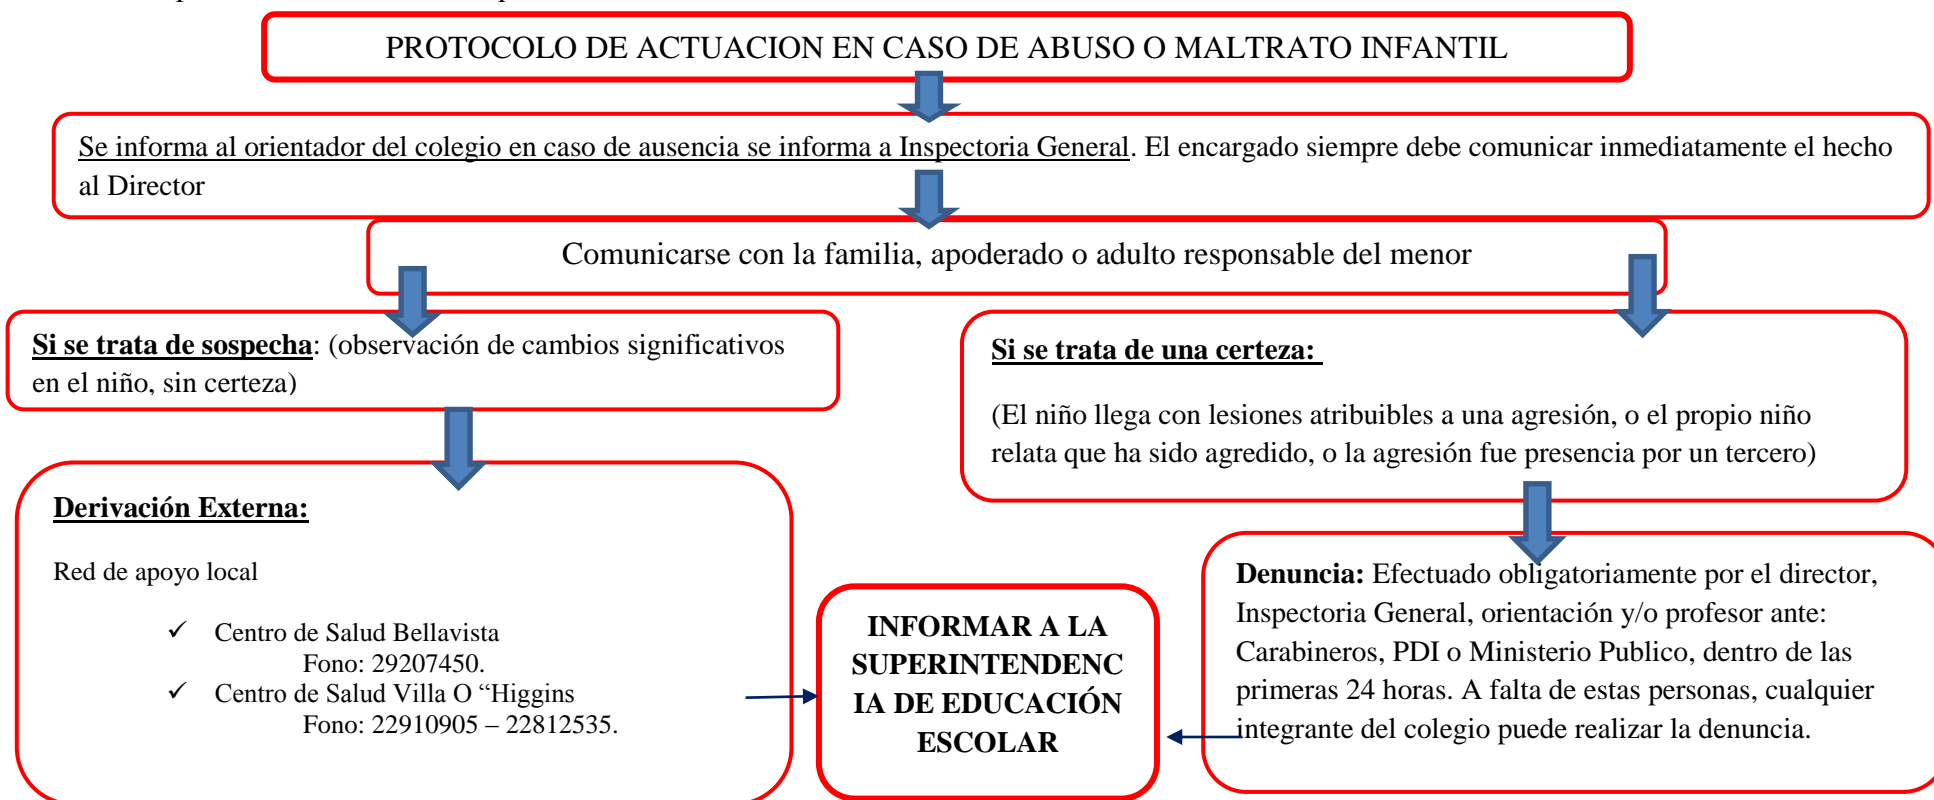 PROTOCOLO DE ACTUACION EN CASO DE ABUSO O MALTRATO INFANTIL
Se informa al orientador del colegio en caso de ausencia se informa a Inspectoria General. El encargado siempre debe comunicar inmediatamente el hecho
al Director
Comunicarse con la familia, apoderado o adulto responsable del menor
Si se trata de sospecha: (observación de cambios significativos
en el niño, sin certeza)
Si se trata de una certeza:
(El niño llega con lesiones atribuibles a una agresión, o el propio niño
relata que ha sido agredido, o la agresión fue presencia por un tercero)
Derivación Externa:
Red de apoyo local
✓ Centro de Salud Bellavista
Fono: 29207450.
✓ Centro de Salud Villa O “Higgins
Fono: 22910905 – 22812535.
INFORMAR A LA
SUPERINTENDENC
IA DE EDUCACIÓN
ESCOLAR
Denuncia: Efectuado obligatoriamente por el director,
Inspectoria General, orientación y/o profesor ante:
Carabineros, PDI o Ministerio Publico, dentro de las
primeras 24 horas. A falta de estas personas, cualquier
integrante del colegio puede realizar la denuncia.